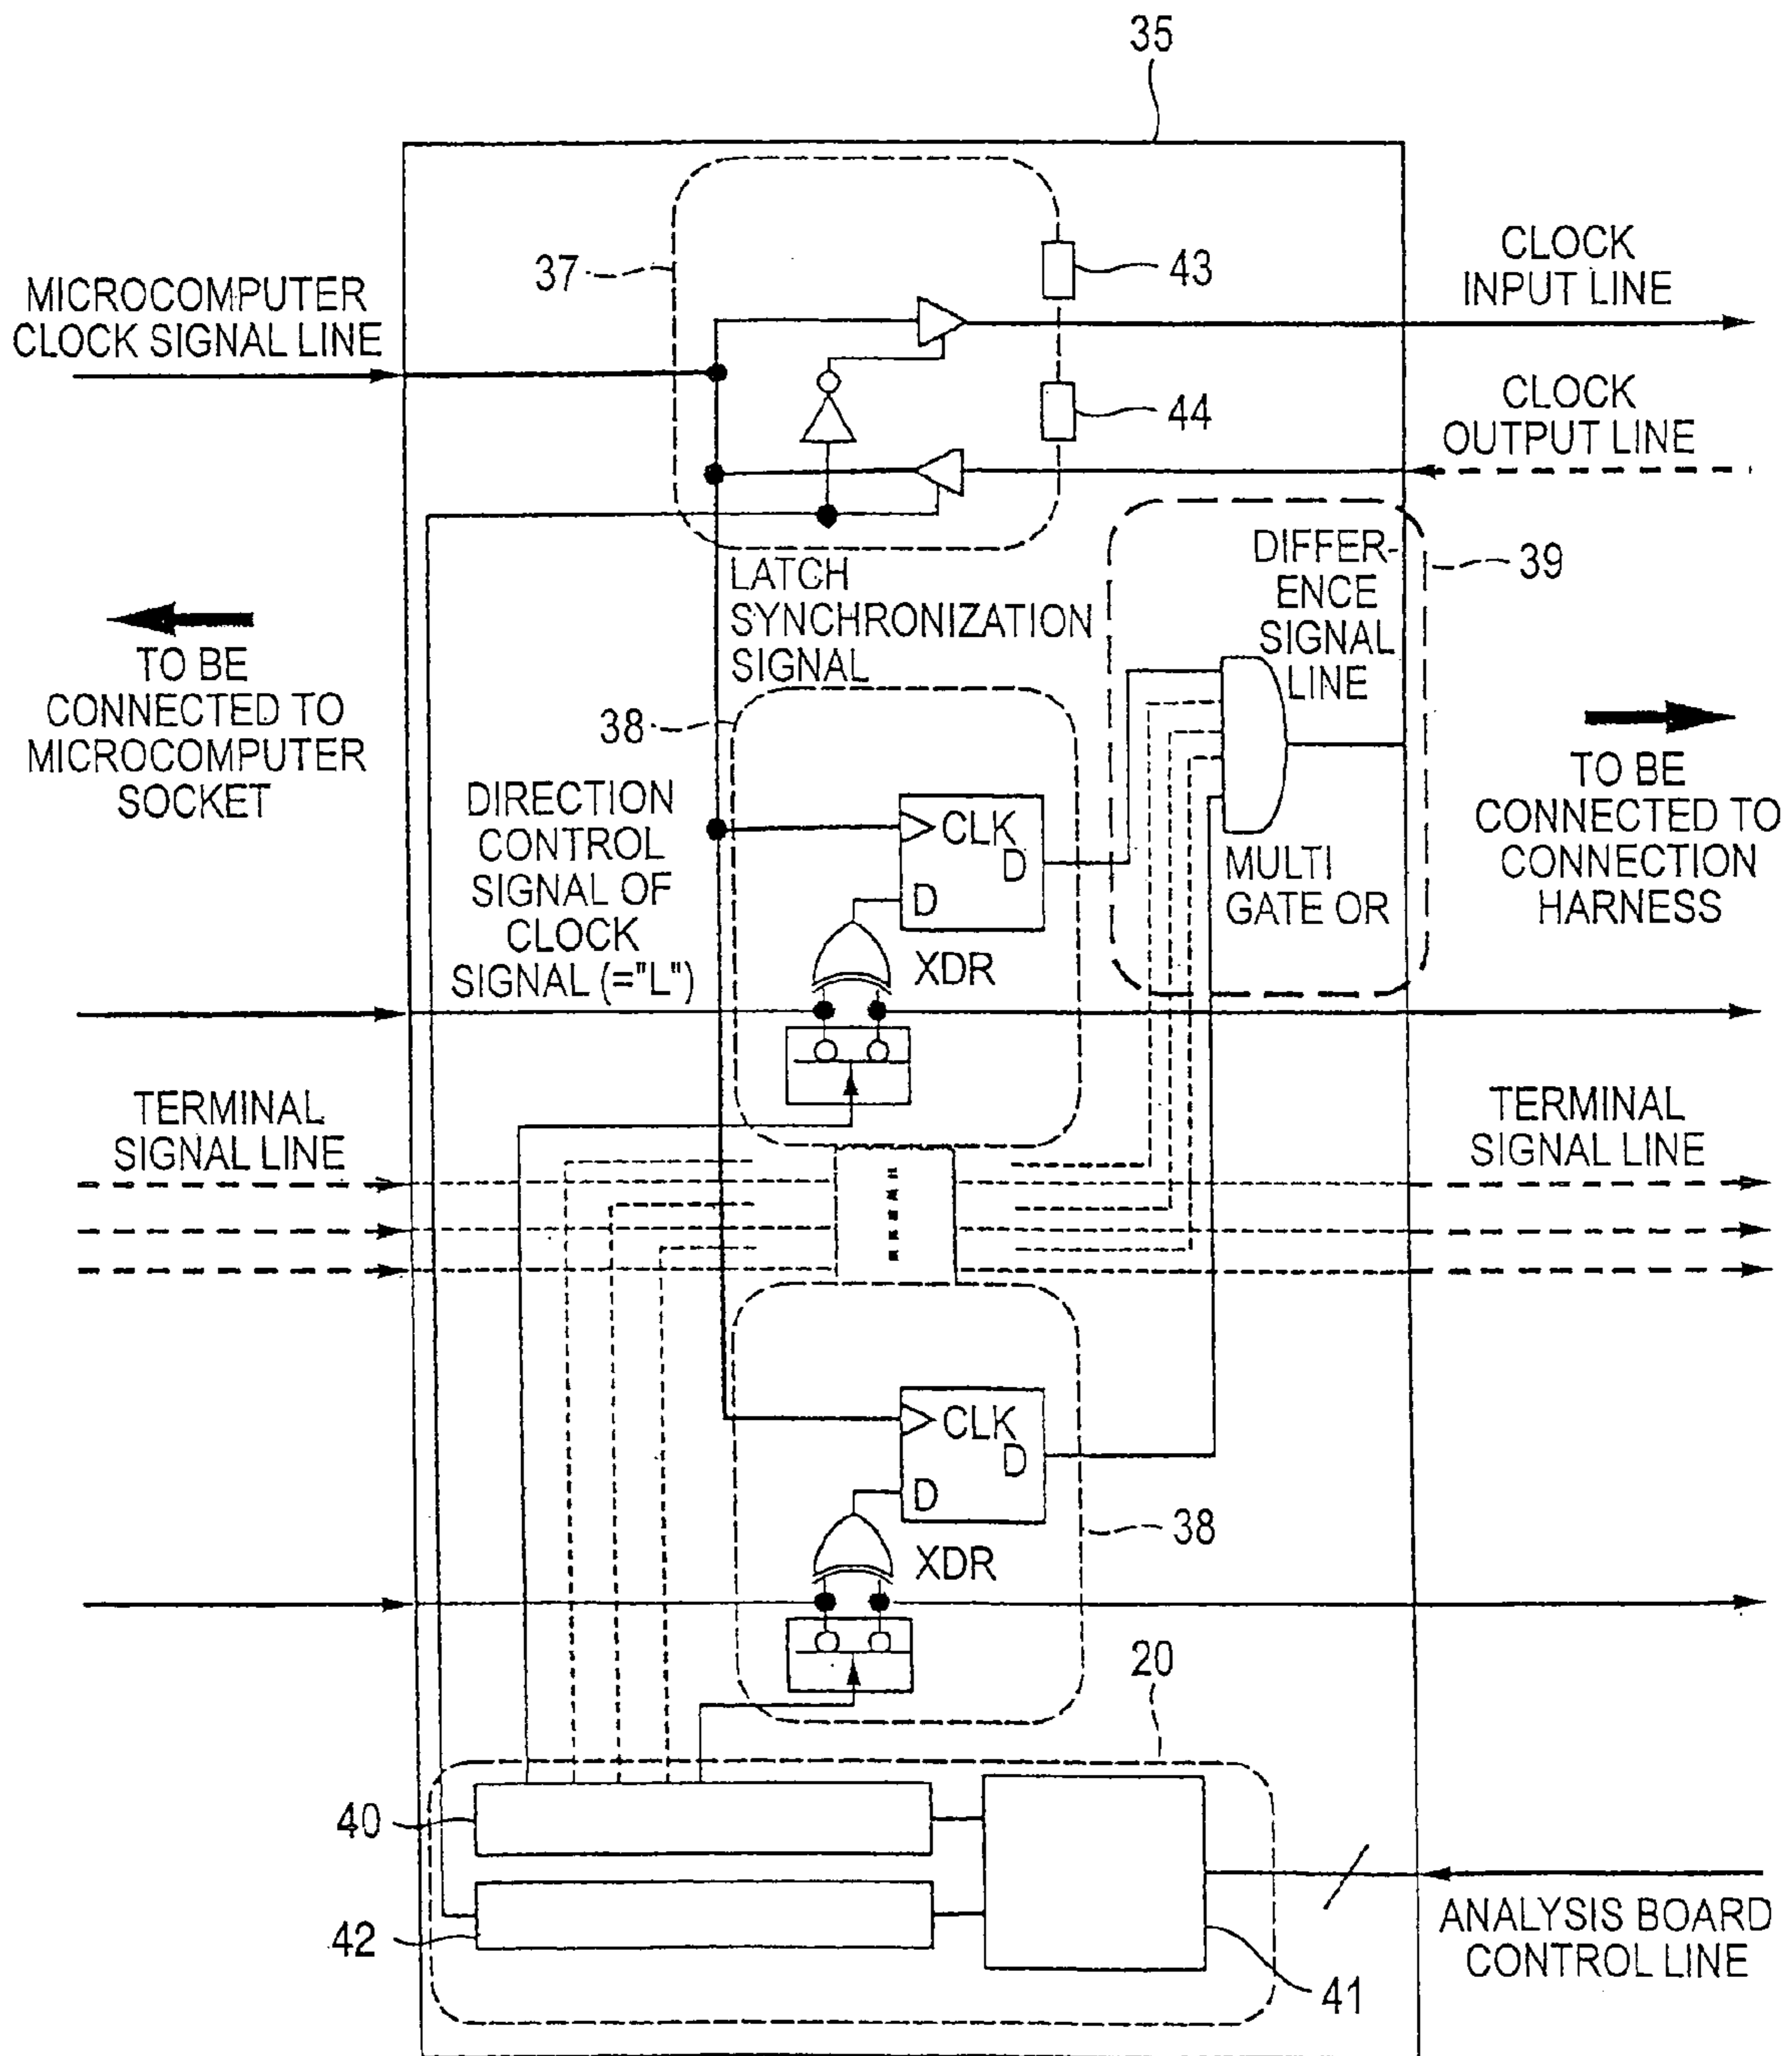 35
37
43
CLOCK
INPUT LINE
MICROCOMPUTER
CLOCK SIGNAL LINE
44
CLOCK
OUTPUT LINE
LATCH
SYNCHRONIZATION
SIGNAL
DIFFER-
ENCE
SIGNAL
LINE
39
TO BE
CONNECTED TO
MICROCOMPUTER
SOCKET
38
DIRECTION
CONTROL
SIGNAL OF
CLOCK
SIGNAL (="L")
CLK
D
D
XDR
MULTI
GATE OR
TO BE
CONNECTED TO
CONNECTION
HARNESS
TERMINAL
SIGNAL LINE
TERMINAL
SIGNAL LINE
CLK
D
D
XDR
38
20
40
42
41
ANALYSIS BOARD
CONTROL LINE